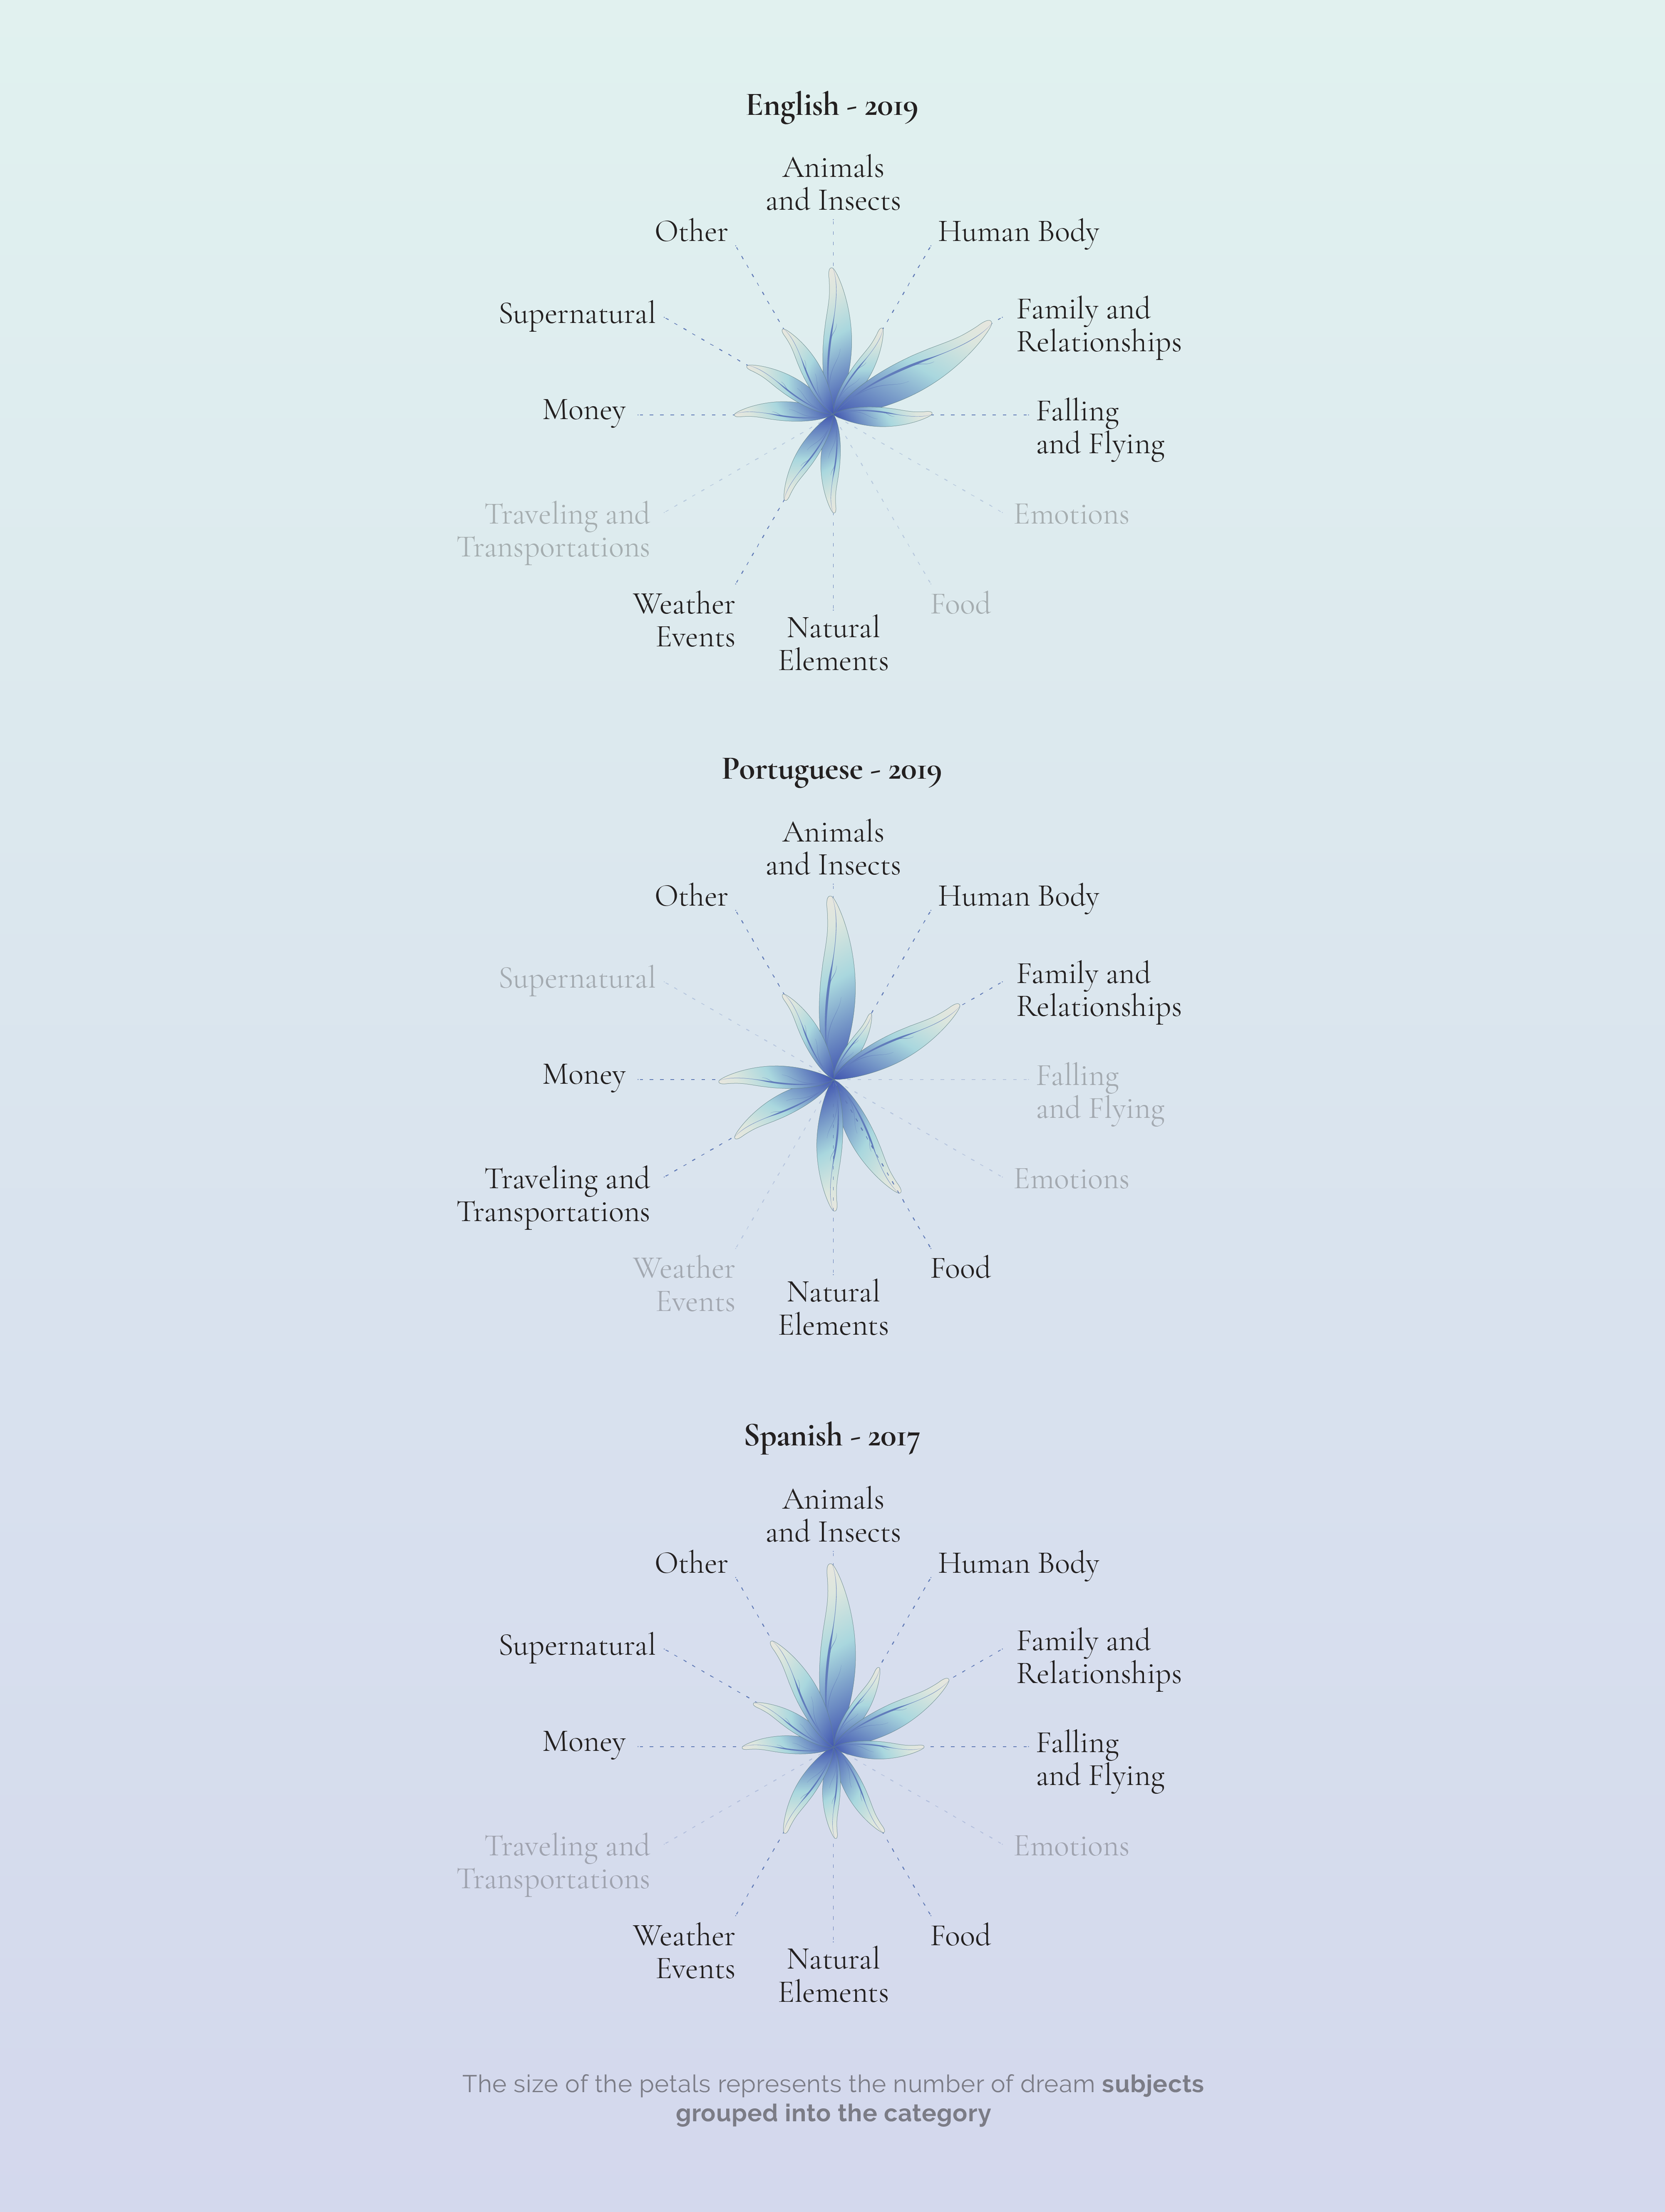 English - 2019
Animals
and Insects
Other
Human Body
Supernatural
Family and
Relationships
Money
Falling
and Flying
Traveling and
Transportations
Emotions
Weather
Events
Natural
Elements
Food
Portuguese - 2019
Animals
and Insects
Other
Human Body
Supernatural
Family and
Relationships
Money
Falling
and Flying
Traveling and
Transportations
Emotions
Weather
Events
Natural
Elements
Food
Spanish - 2017
Animals
and Insects
Other
Human Body
Supernatural
Family and
Relationships
Money
Falling
and Flying
Traveling and
Transportations
Emotions
Weather
Events
Natural
Elements
Food
The size of the petals represents the number of dream subjects
grouped into the category